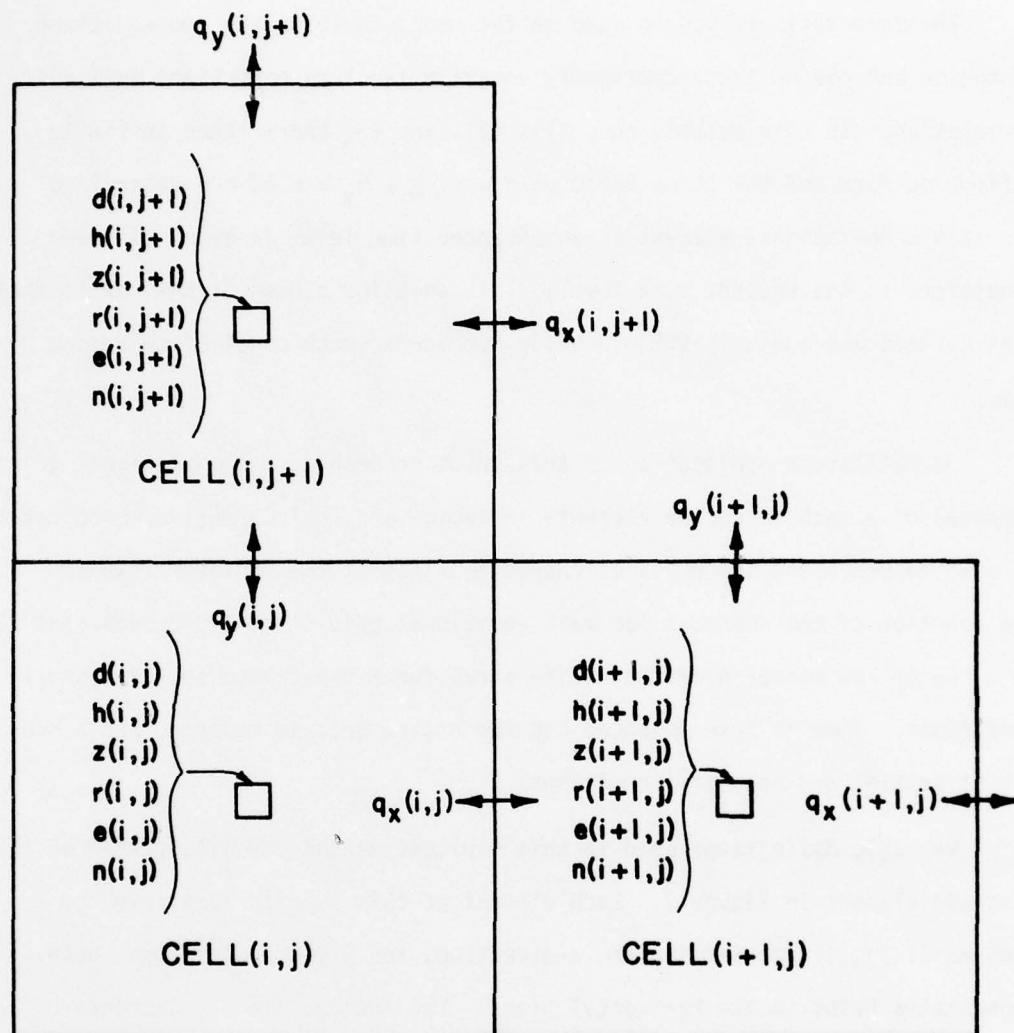 q_y(i,j+1)
d(i,j+1)
h(i,j+1)
z(i,j+1)
r(i,j+1)
e(i,j+1)
n(i,j+1)
q_x(i,j+1)
CELL(i,j+1)
q_y(i+1,j)
q_y(i,j)
d(i,j)
h(i,j)
z(i,j)
r(i,j)
e(i,j)
n(i,j)
q_x(i,j)
d(i+1,j)
h(i+1,j)
z(i+1,j)
r(i+1,j)
e(i+1,j)
n(i+1,j)
q_x(i+1,j)
CELL(i,j)
CELL(i+1,j)